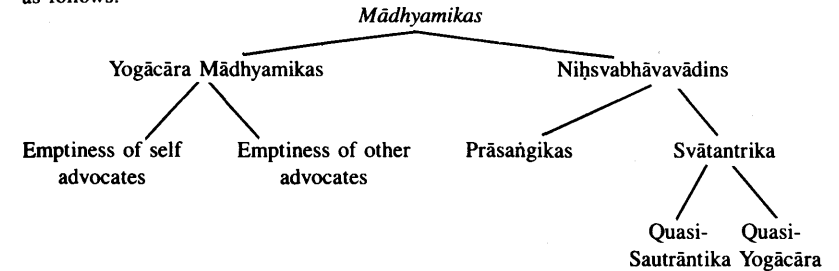 as follows:
Mādhyamikas
Yogācāra Mādhyamikas Niḥsvabhāvavādins
Emptiness of self Emptiness of other Prāsaṅgikas Svātantrika
advocates advocates
Quasi- Quasi-
Sautrāntika Yogācāra